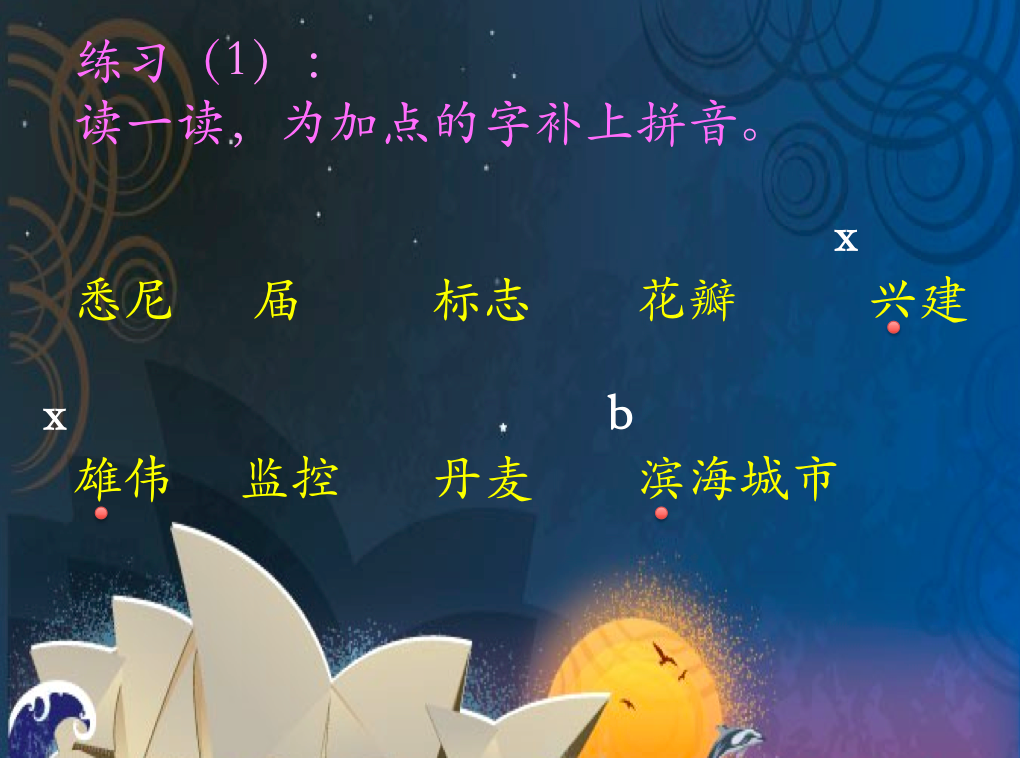 练习（1）：
读一读，为加点的字补上拼音。
x
悉尼 届 标志 花瓣 兴建
x b
雄伟 监控 丹麦 滨海城市